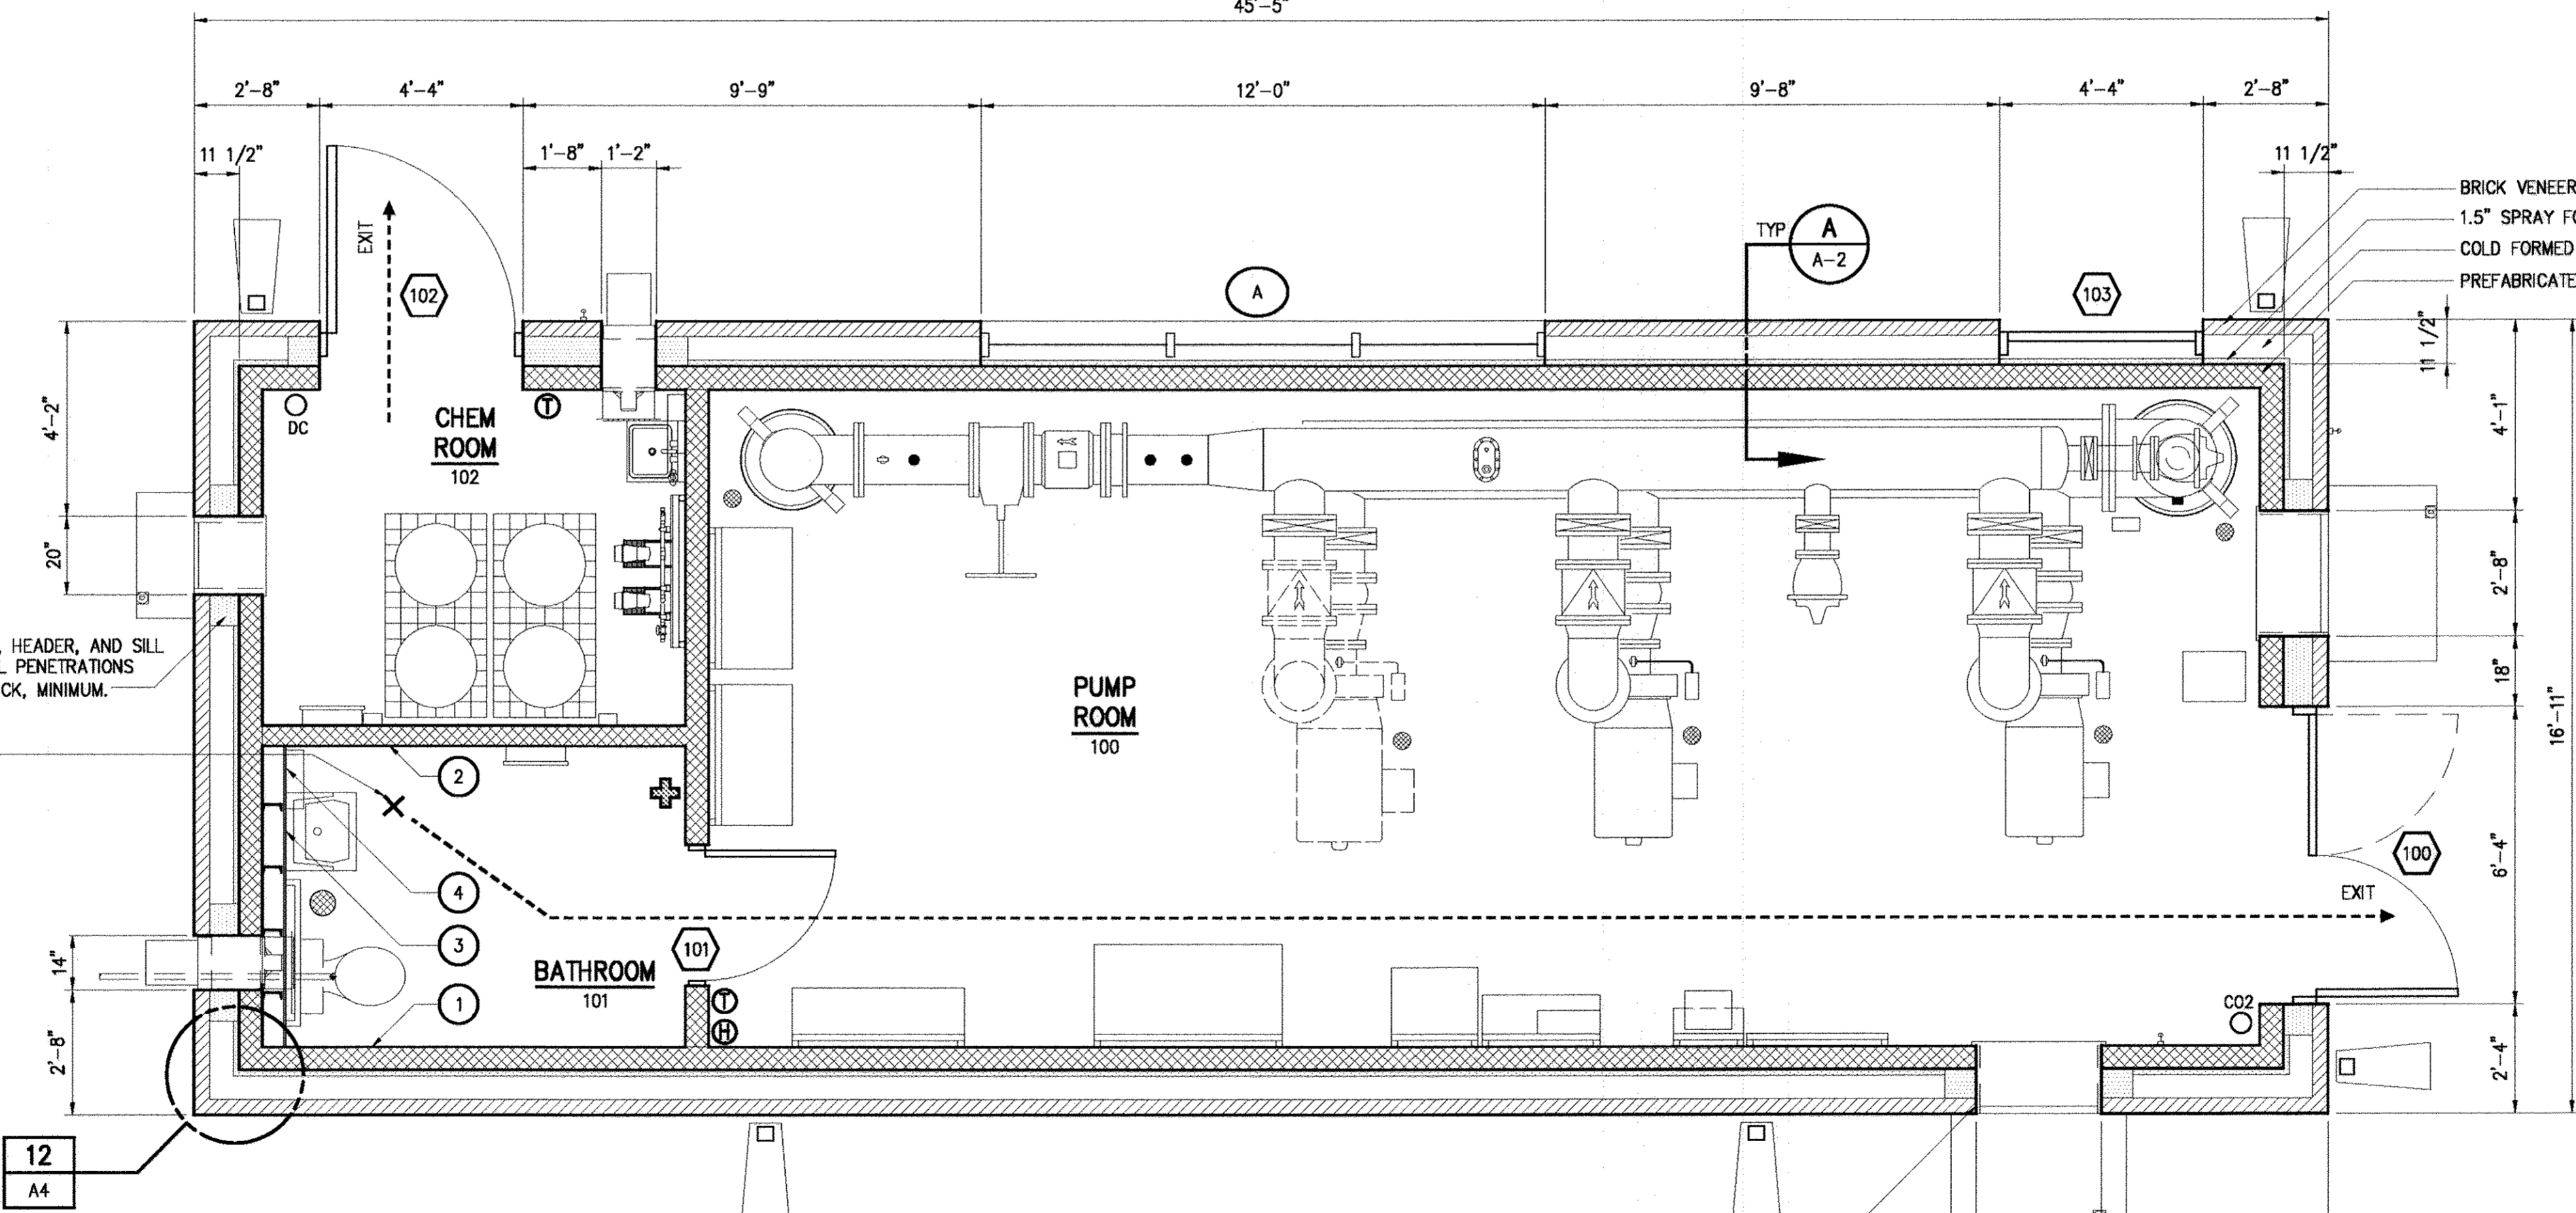 45'-5"
2'-8"
4'-4"
9'-9"
12'-0"
9'-8"
4'-4"
2'-8"
11 1/2"
1'-8"
1'-2"
11 1/2"
BRICK VENEER
1.5" SPRAY
COLD FORMED
EXIT
102
A
TYP
A
A-2
103
11 1/2"
4'-2"
DC
T
CHEM
ROOM
102
4'-1"
20"
2'-8"
HEADER, AND SILL
PENETRATIONS
MINIMUM.
PUMP
ROOM
100
18"
16'-11"
2
4
3
1
101
BATHROOM
101
T
H
100
EXIT
6'-4"
CO2
14"
2'-8"
2'-4"
12
A4